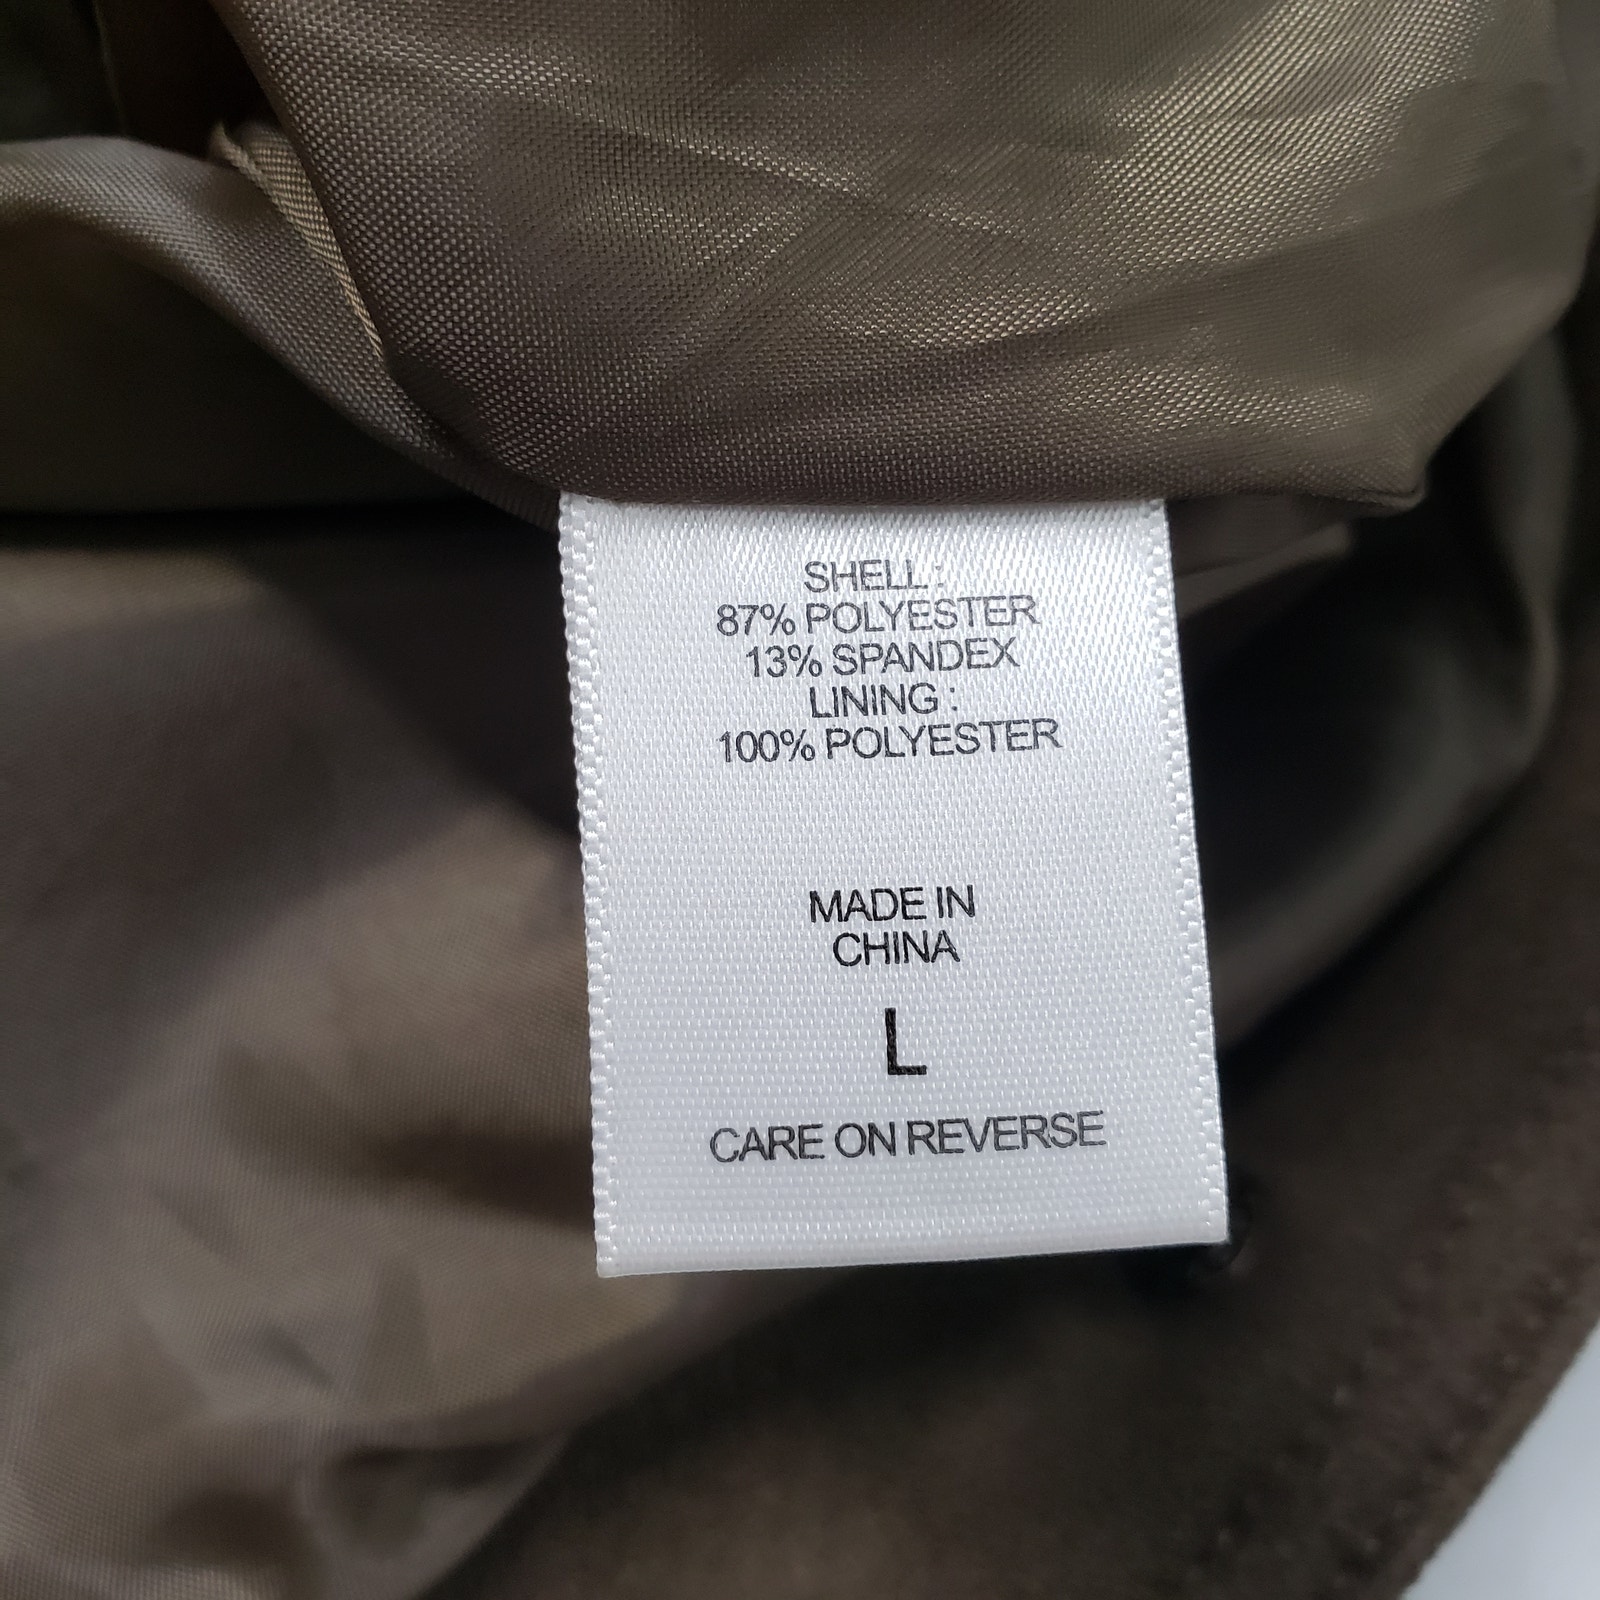 SHELL :
87% POLYESTER
13% SPANDEX
LINING :
100% POLYESTER
MADE IN
CHINA
L
CARE ON REVERSE